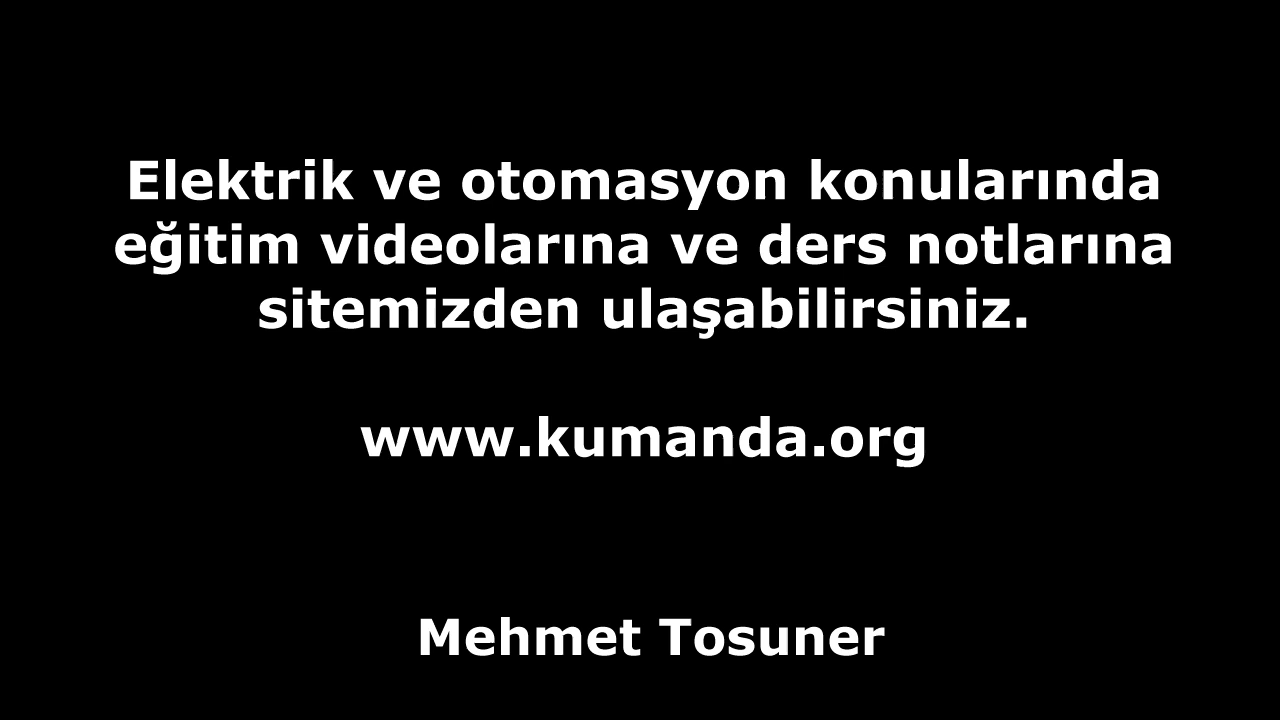 Elektrik ve otomasyon konularında
eğitim videolarına ve ders notlarına
sitemizden ulaşabilirsiniz.
www.kumanda.org
Mehmet Tosuner